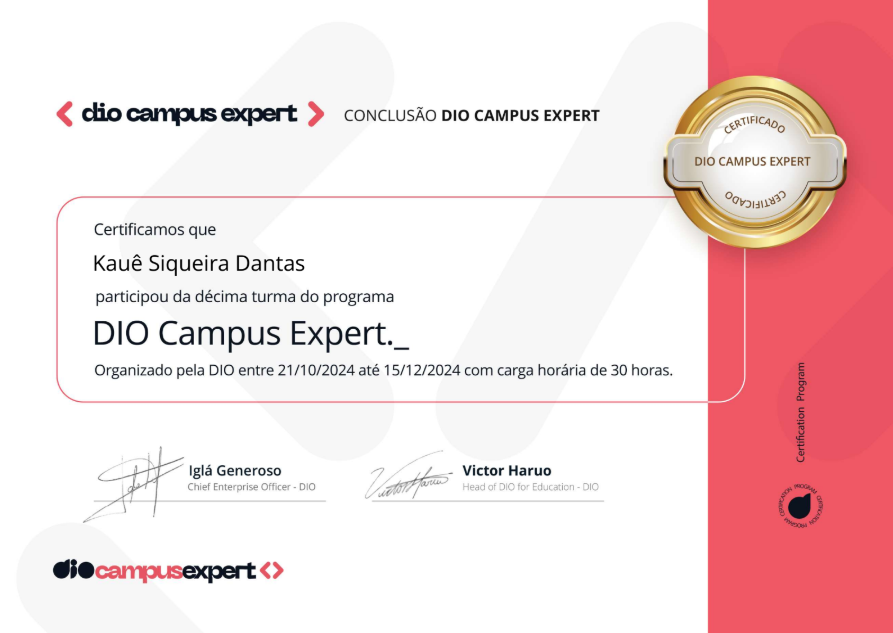 dio campus expert
CONCLUSÃO DIO CAMPUS EXPERT
CERTIFICADO
DIO CAMPUS EXPERT
CERTIFICADO
Certificamos que
Kauê Siqueira Dantas
participou da décima turma do programa
DIO Campus Expert._
Organizado pela DIO entre 21/10/2024 até 15/12/2024 com carga horária de 30 horas.
Certification Program
Iglá Generoso
Chief Enterprise Officer - DIO
Victor Haruo
Head of DIO for Education - DIO
PROGRAM CERTIFICATION PROGRAM CERTIFICATION
diocampusexpert